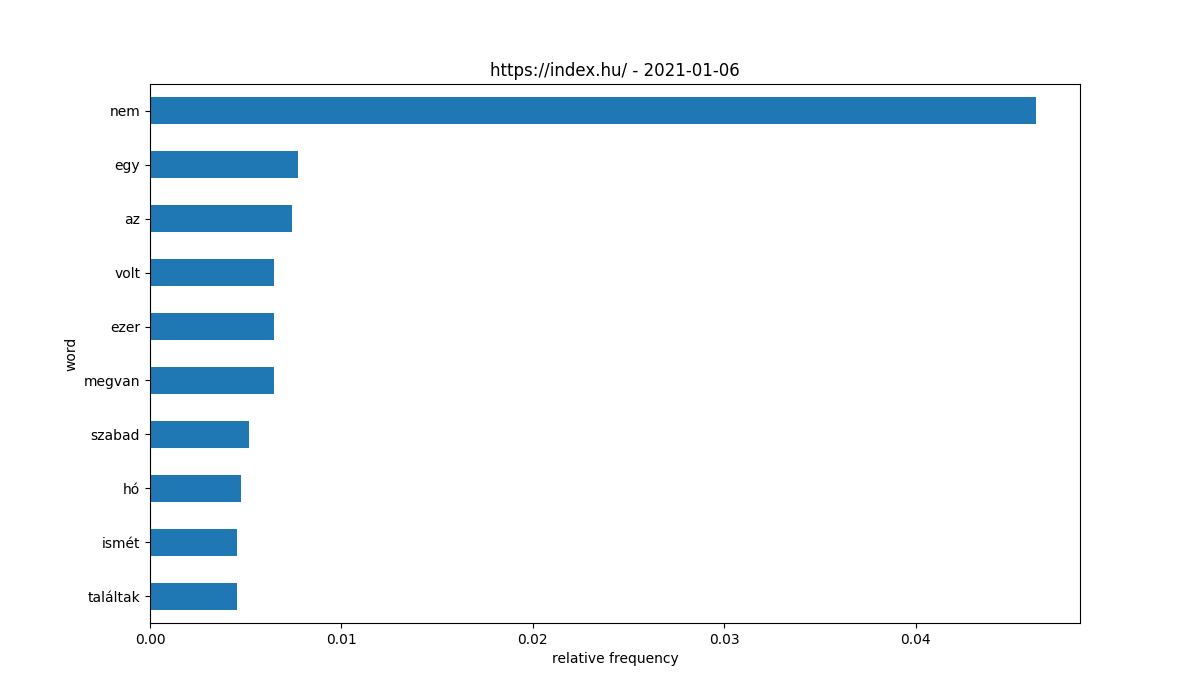 https://index.hu/ - 2021-01-06
nem
egy
az
volt
ezer
megvan
szabad
hó
ismét
találtak
word
0.00 0.01 0.02 0.03 0.04
relative frequency